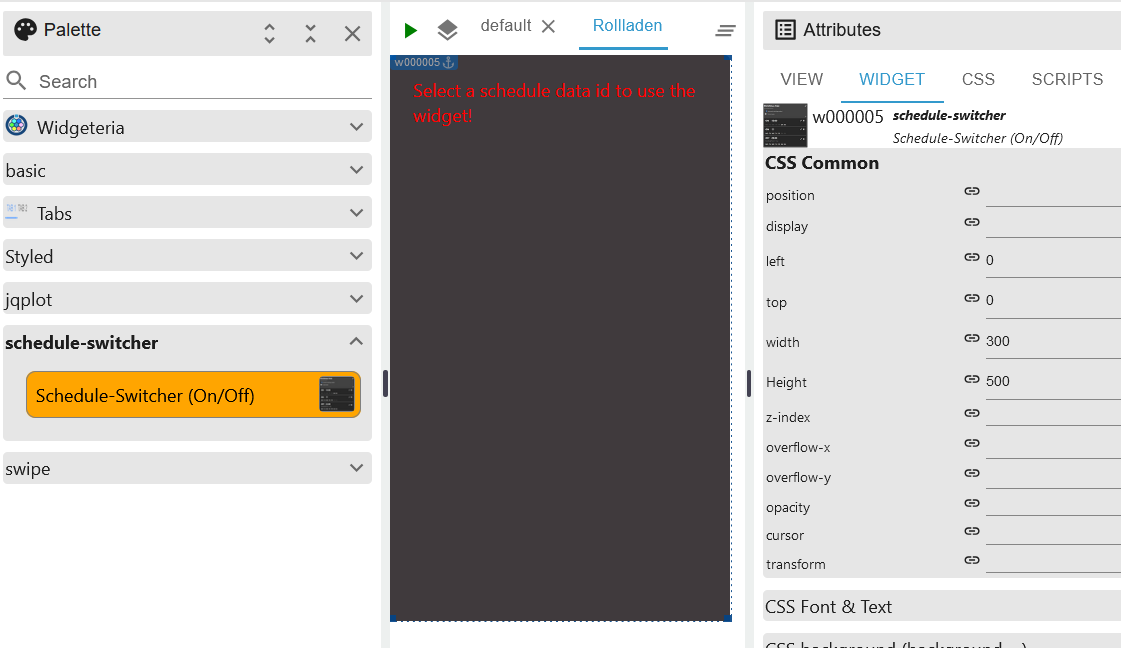 Palette
Search
Widgeteria
basic
Tabs
Styled
jqplot
schedule-switcher
Schedule-Switcher (On/Off)
swipe
default
Rollladen
w000005
Select a schedule data id to use the
widget!
Attributes
VIEW WIDGET CSS SCRIPTS
w000005 schedule-switcher
Schedule-Switcher (On/Off)
CSS Common
position
display
left 0
top 0
width 300
Height 500
z-index
overflow-x
overflow-y
opacity
cursor
transform
CSS Font & Text
CSS background (background-...)